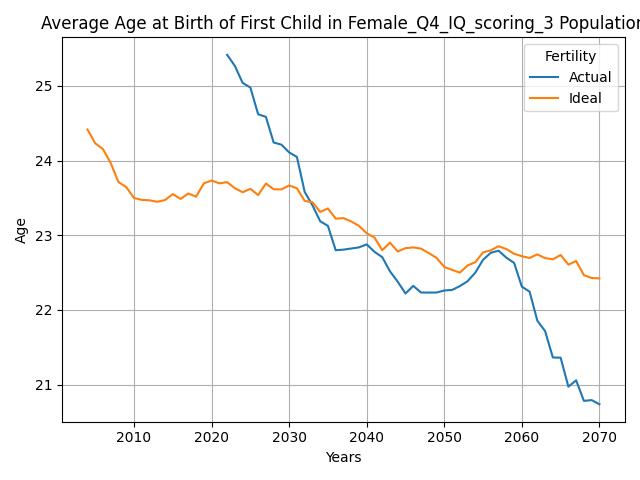 Average Age at Birth of First Child in Female_Q4_IQ_scoring_3 Population
Fertility
Actual
Ideal
25
24
23
22
21
Age
2010 2020 2030 2040 2050 2060 2070
Years